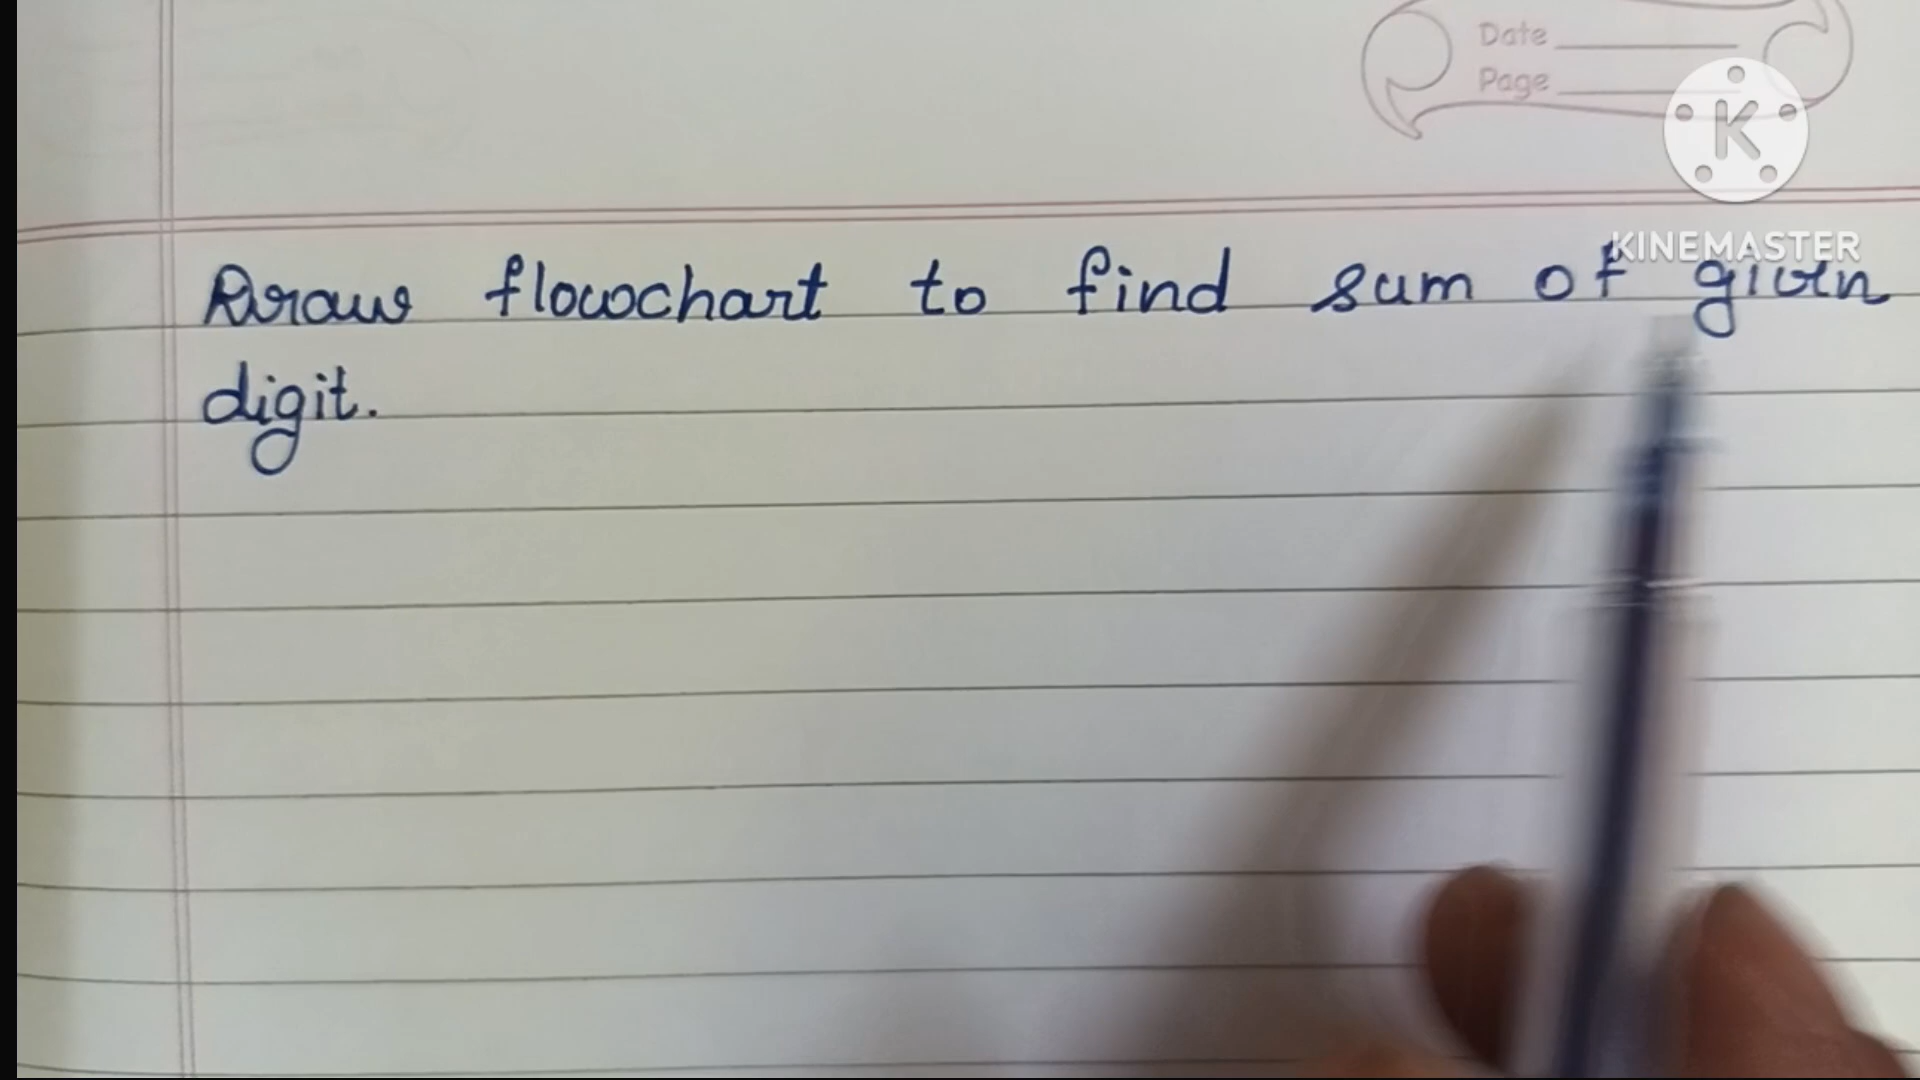 Date
Page
K
KINEMASTER
Draw flowchart to find sum of given
digit.